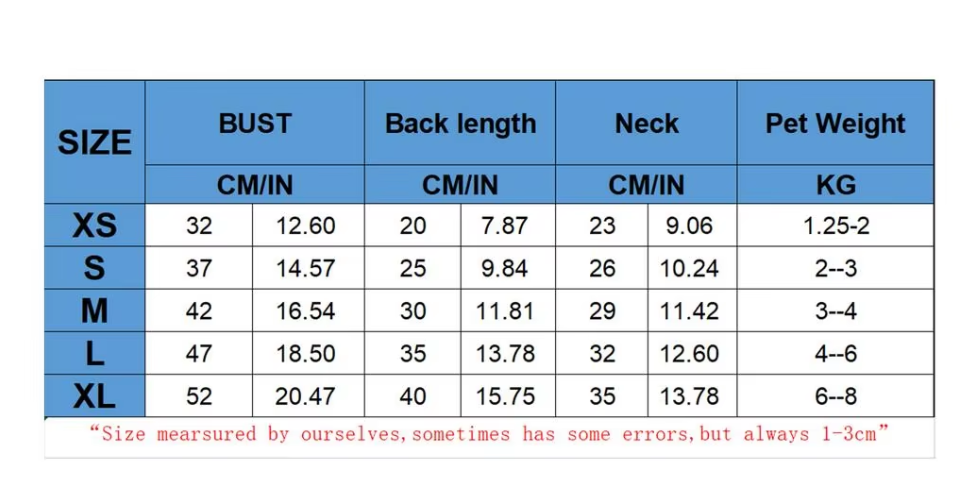 SIZE BUST Back length Neck Pet Weight
CM/IN CM/IN CM/IN KG
XS 32 12.60 20 7.87 23 9.06 1.25-2
S 37 14.57 25 9.84 26 10.24 2--3
M 42 16.54 30 11.81 29 11.42 3--4
L 47 18.50 35 13.78 32 12.60 4--6
XL 52 20.47 40 15.75 35 13.78 6--8
“Size mearsured by ourselves,sometimes has some errors,but always 1-3cm”